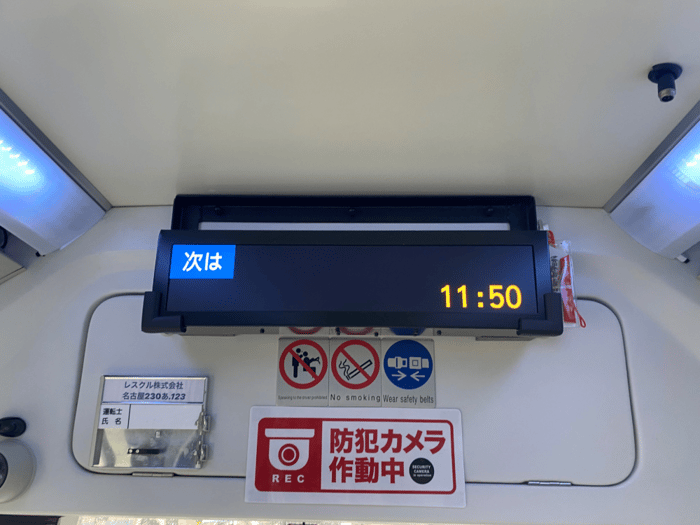 次は
11:50
レスクル株式会社
名古屋230あ.123
運転士
氏名
No smoking
Wear safety belts
防犯カメラ
作動中
REC
SECURITY
CAMERA